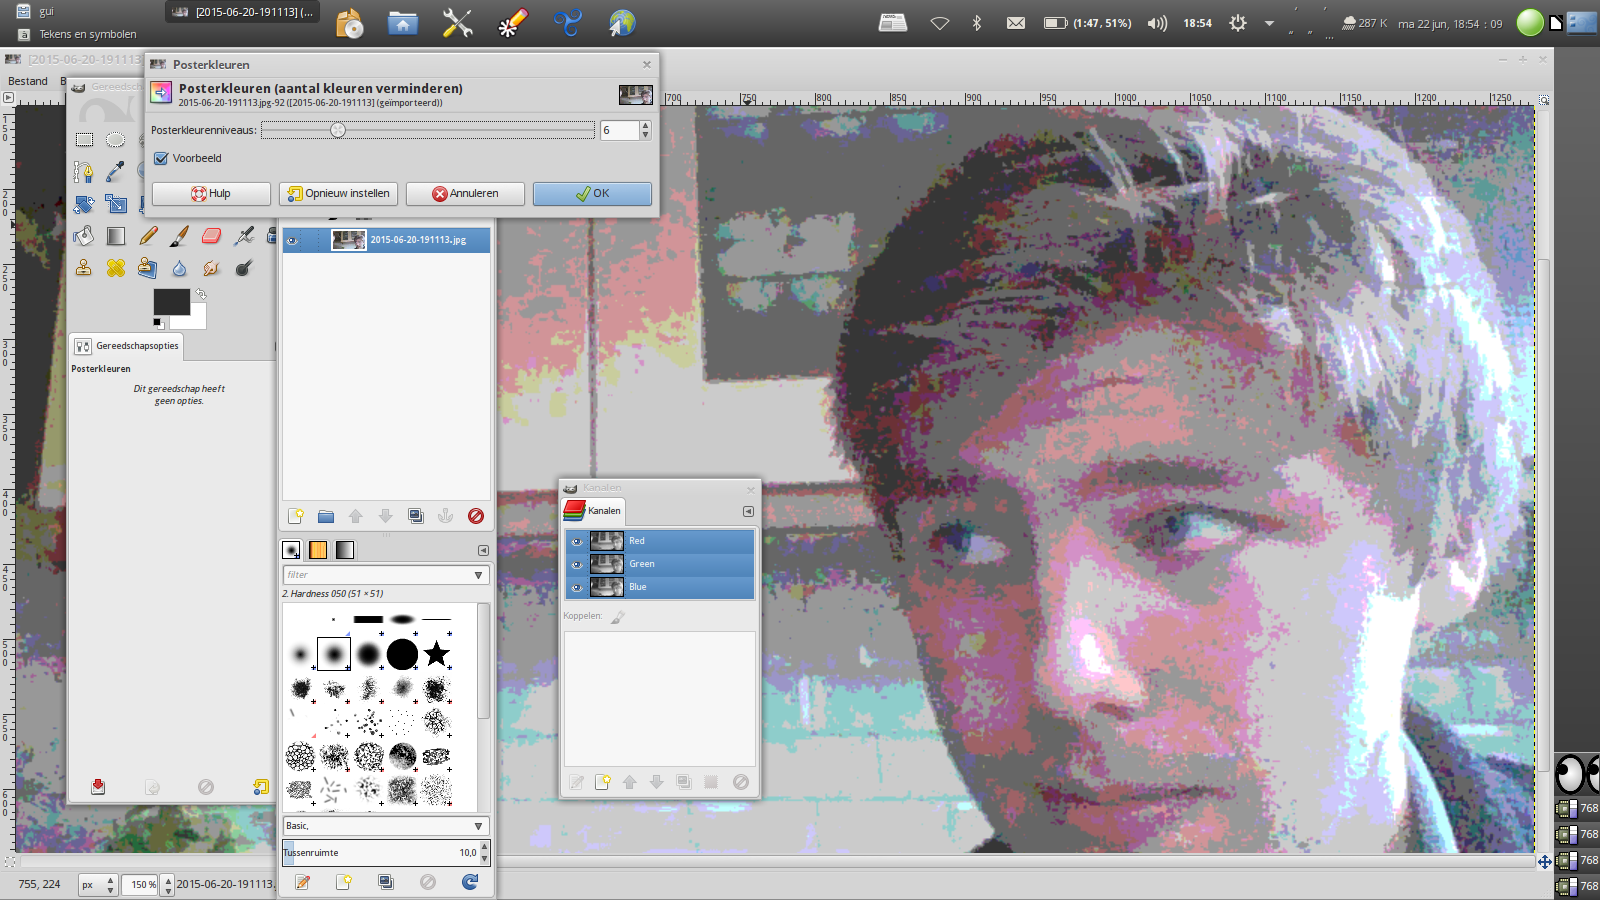 gui
Tekens en symbolen
[2015-06-20-191113] (...
(1:47, 51%)
18:54
287 K
ma 22 jun, 18:54 : 09
[2015-06-20-191113
Bestand
Posterkleuren
Posterkleuren (aantal kleuren verminderen)
2015-06-20-191113.jpg-92 ([2015-06-20-191113] (geïmporteerd))
Posterkleurenniveaus:
6
Voorbeeld
Hulp
Opnieuw instellen
Annuleren
OK
700
750
800
850
900
950
1000
1050
1100
1150
1200
1250
2015-06-20-191113.jpg
Gereedschapsopties
Posterkleuren
Dit gereedschap heeft
geen opties.
Kanalen
Kanalen
Red
Green
Blue
Koppelen:
filter
2. Hardness 050 (51 × 51)
Basic,
Tussenruimte
10,0
755, 224
px
150 %
2015-06-20-191113.
768
768
768
768